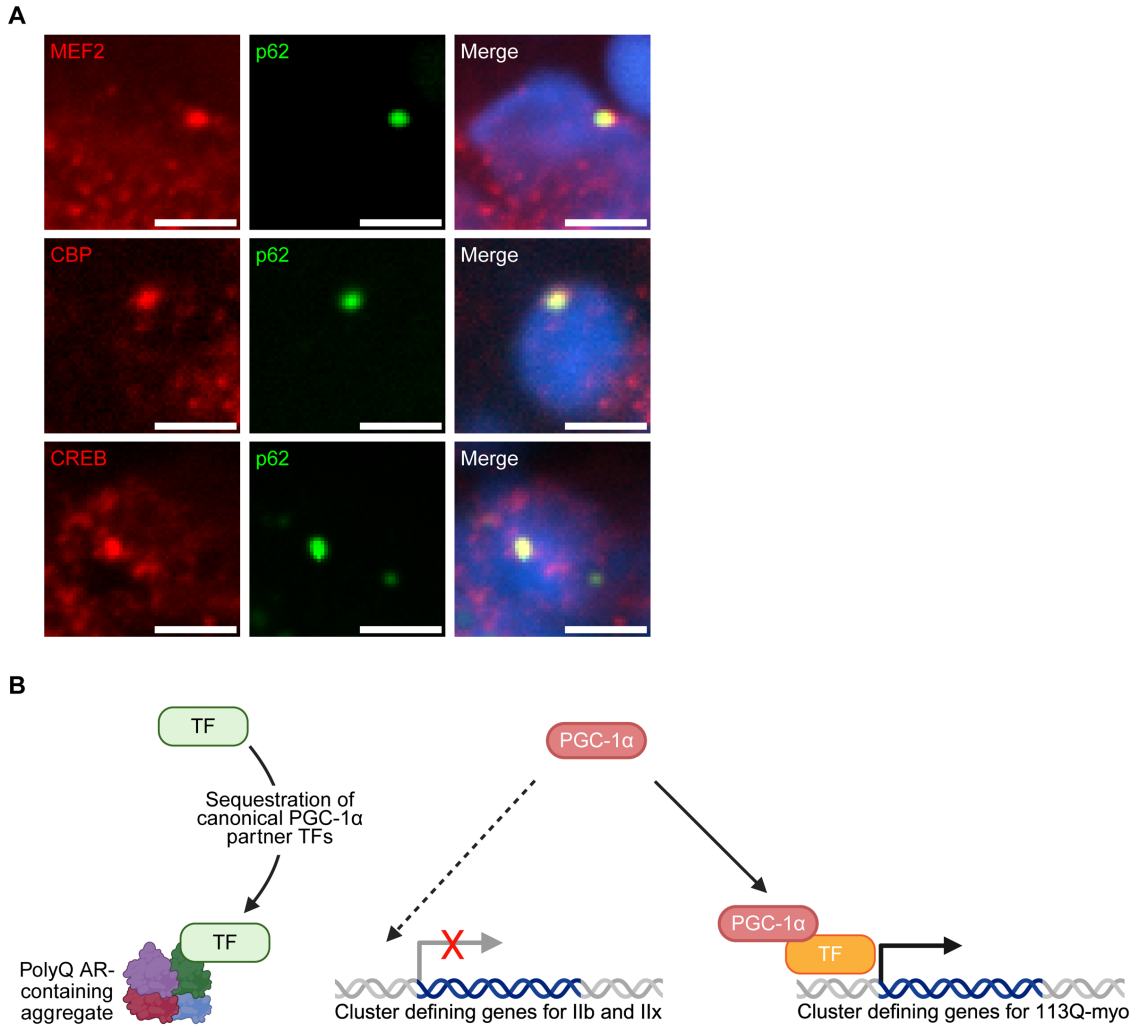 A
MEF2
p62
Merge
CBP
p62
Merge
CREB
p62
Merge
B
TF
PGC-1α
Sequestration of
canonical PGC-1α
partner TFs
TF
PGC-1α
TF
X
PolyQ AR-
containing
aggregate
Cluster defining genes for IIb and IIx
Cluster defining genes for 113Q-myo